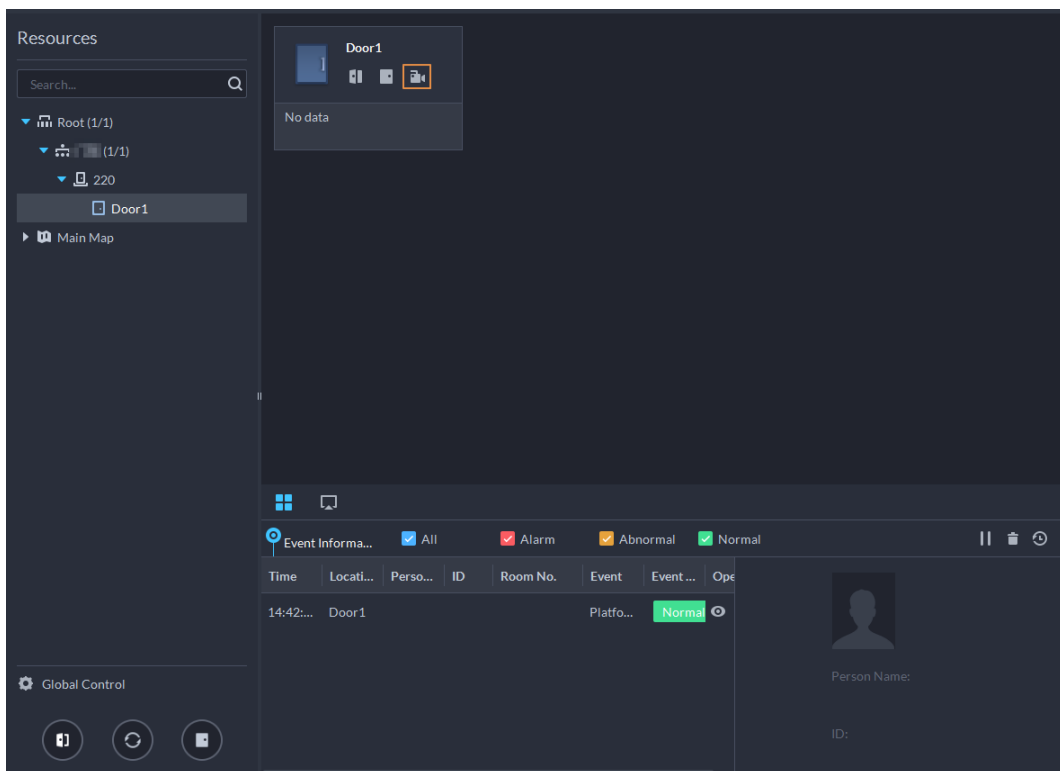 Resources
Search...
Root (1/1)
(1/1)
220
Door1
Main Map
Global Control
Door1
No data
Event Informa...
All
Alarm
Abnormal
Normal
Time Locati... Perso... ID Room No. Event Event ... Ope
14:42:... Door1 Platfo... Normal
Person Name:
ID: